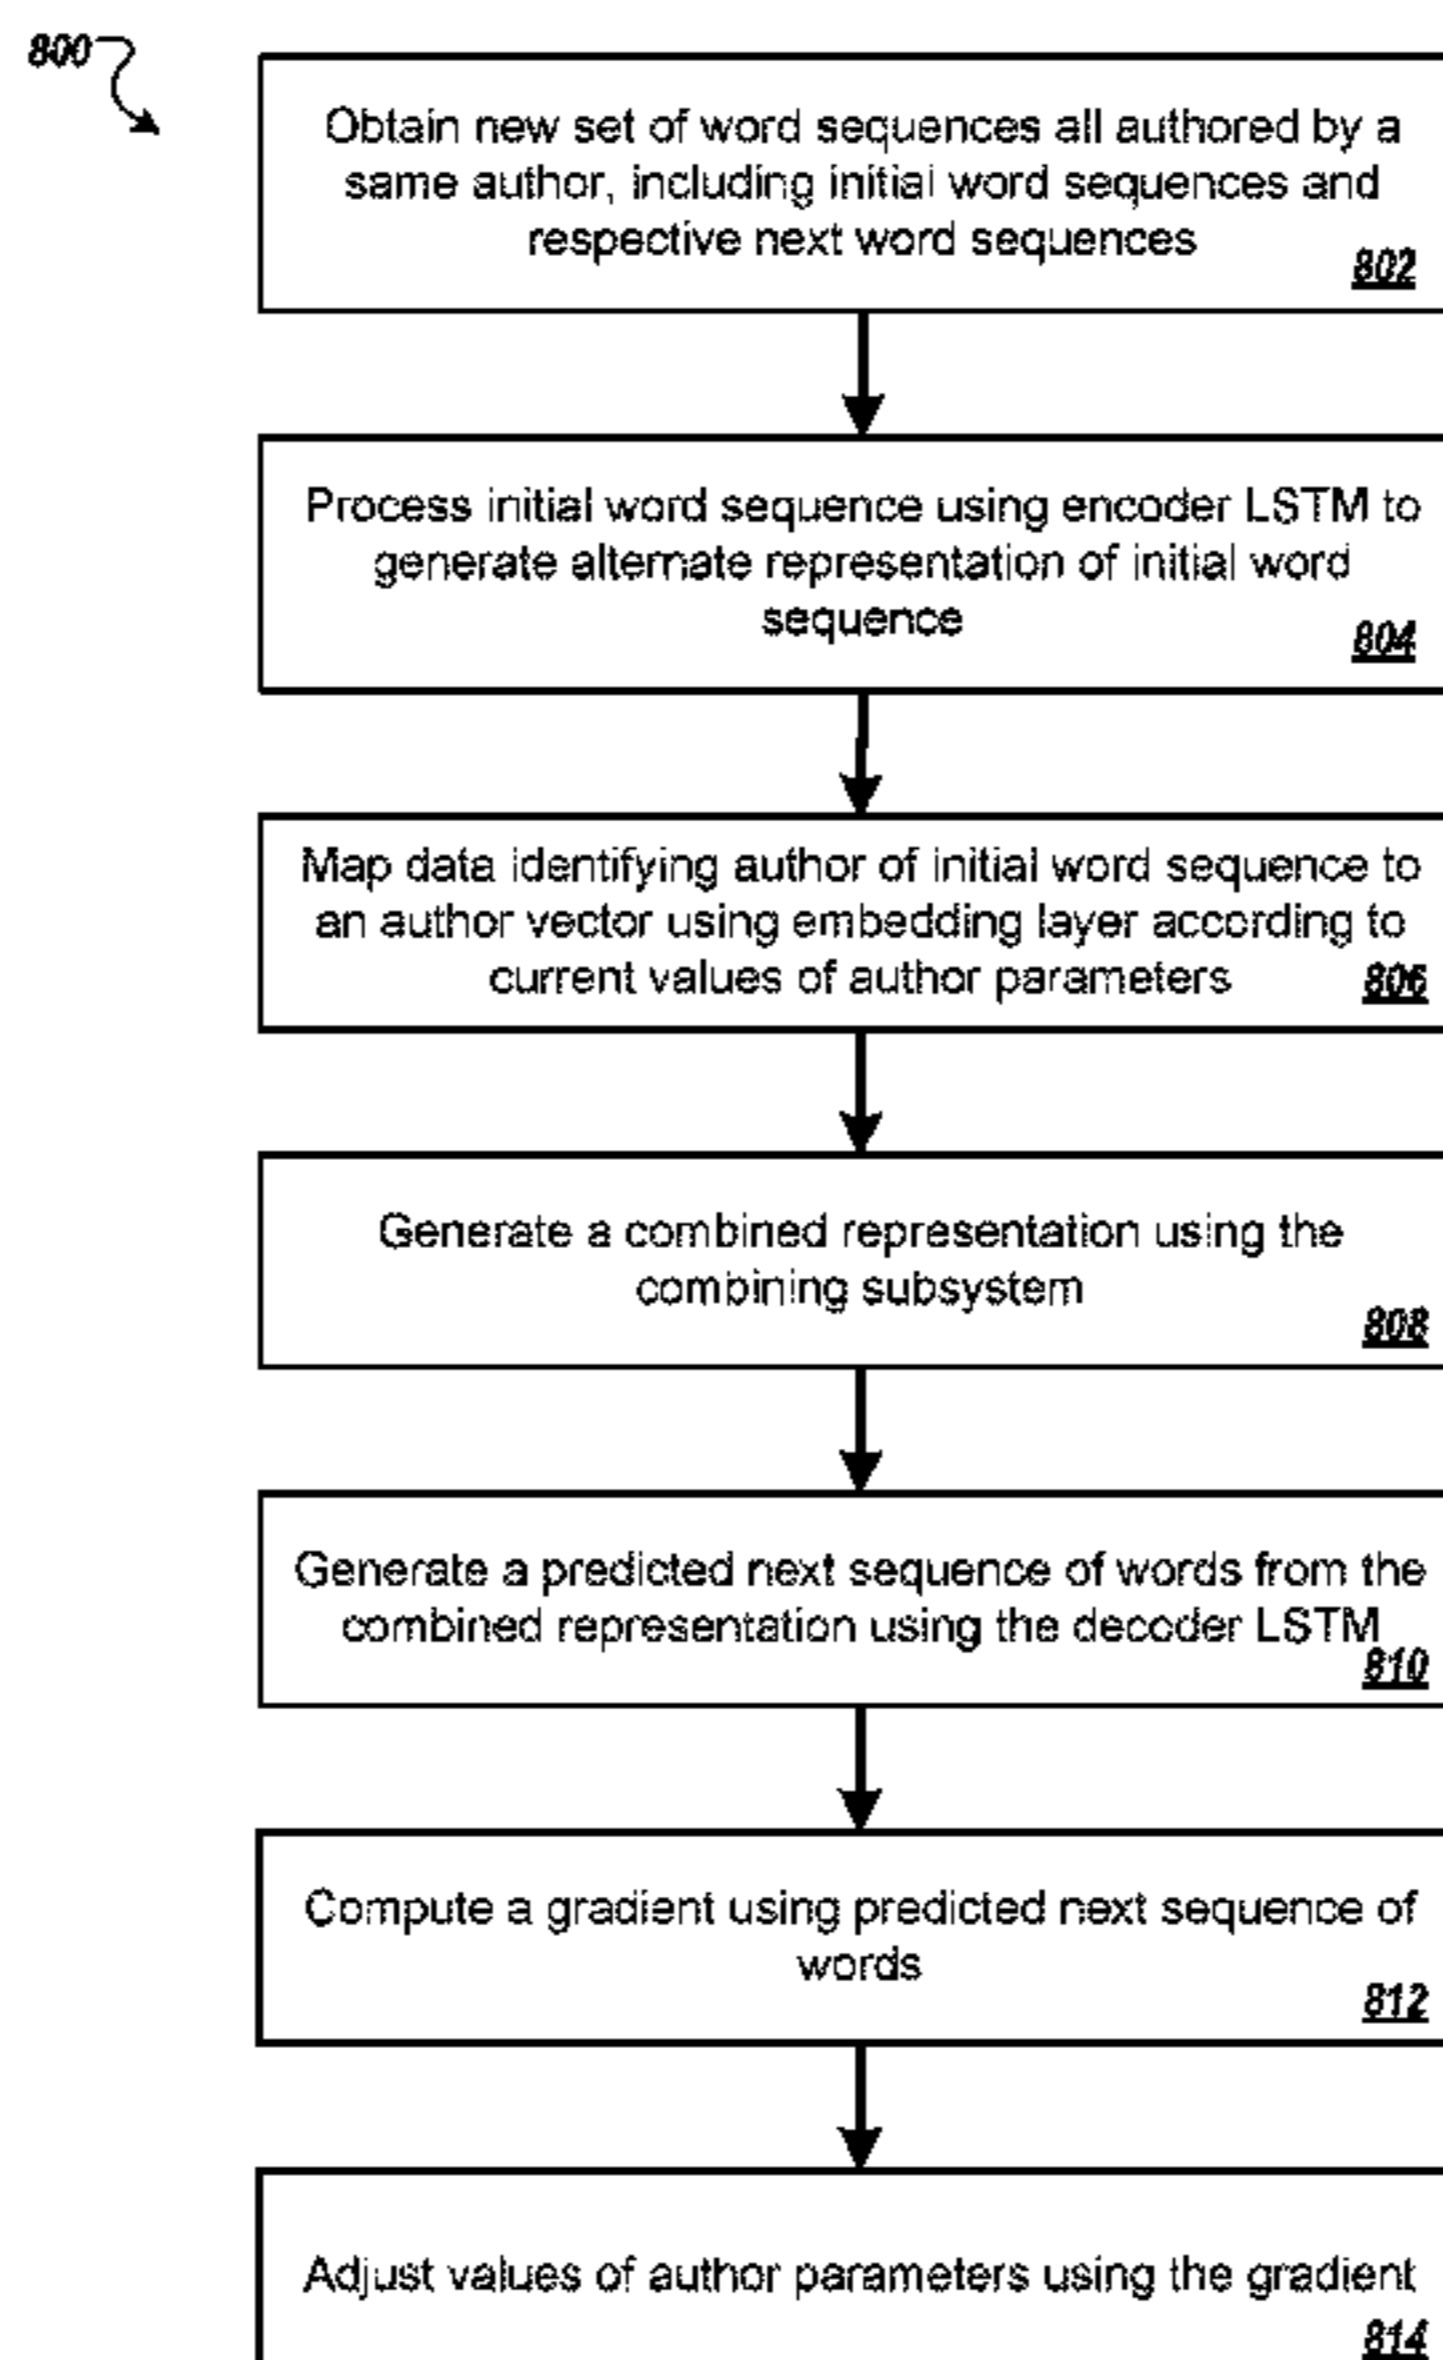 800
Obtain new set of word sequences all authored by a
same author, including initial word sequences and
respective next word sequences
802
Process initial word sequence using encoder LSTM to
generate alternate representation of initial word
sequence
804
Map data identifying author of initial word sequence to
an author vector using embedding layer according to
current values of author parameters
806
Generate a combined representation using the
combining subsystem
808
Generate a predicted next sequence of words from the
combined representation using the decoder LSTM
810
Compute a gradient using predicted next sequence of
words
812
Adjust values of author parameters using the gradient
814